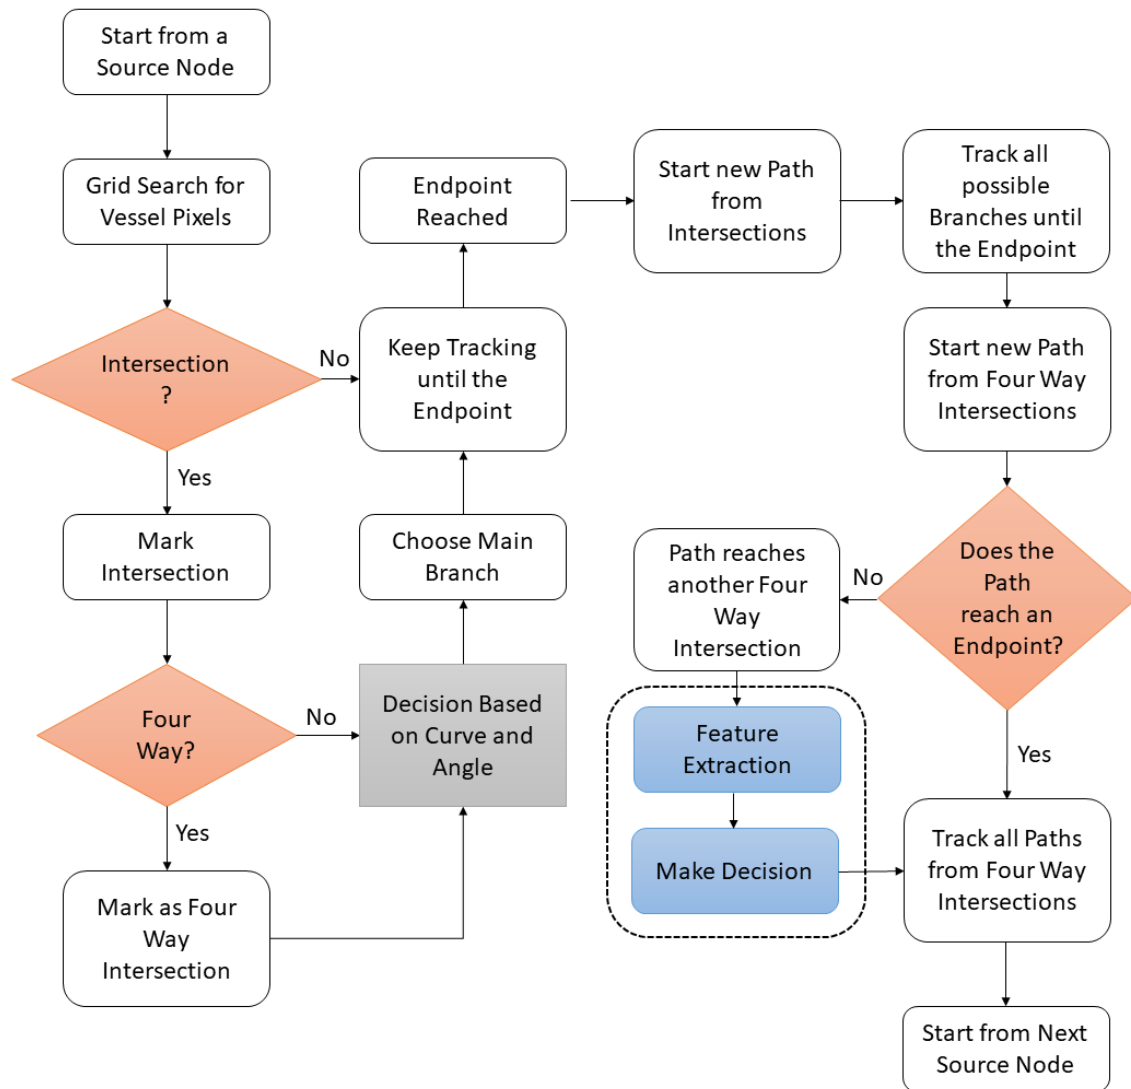 Start from a
Source Node
Grid Search for
Vessel Pixels
Intersection
?
No
Yes
Mark
Intersection
Four
Way?
No
Yes
Mark as Four
Way
Intersection
Decision Based
on Curve and
Angle
Choose Main
Branch
Keep Tracking
until the
Endpoint
Endpoint
Reached
Start new Path
from
Intersections
Track all
possible
Branches until
the Endpoint
Start new Path
from Four Way
Intersections
Does the
Path
reach an
Endpoint?
No
Path reaches
another Four
Way
Intersection
Feature
Extraction
Make Decision
Yes
Track all Paths
from Four Way
Intersections
Start from Next
Source Node